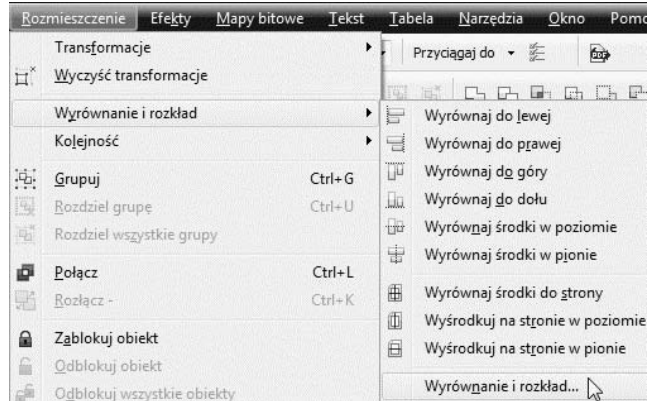 Rozmieszczenie Efekty Mapy bitowe Tekst Tabela Narzędzia Okno
Transformacje
Przyciągaj do
Wyczyść transformacje
Wyrównanie i rozkład
Kolejność
Grupuj Ctrl+G
Rozdziel grupę Ctrl+U
Rozdziel wszystkie grupy
Połącz Ctrl+L
Rozłącz - Ctrl+K
Zablokuj obiekt
Odblokuj obiekt
Odblokuj wszystkie obiekty
Wyrównaj do lewej
Wyrównaj do prawej
Wyrównaj do góry
Wyrównaj do dołu
Wyrównaj środki w poziomie
Wyrównaj środki w pionie
Wyrównaj środki do strony
Wyśrodkuj na stronie w poziomie
Wyśrodkuj na stronie w pionie
Wyrównanie i rozkład...